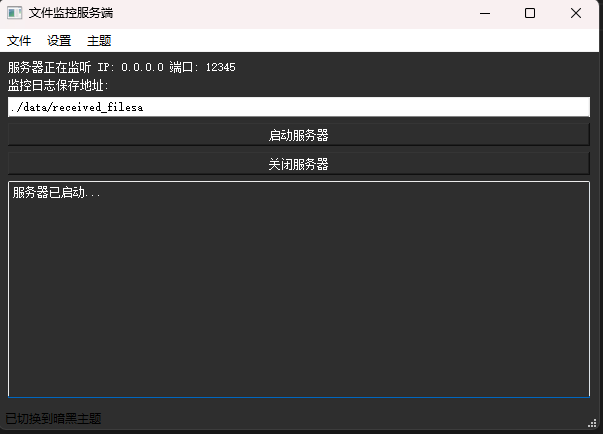 文件监控服务端
文件 设置 主题
服务器正在监听 IP: 0.0.0.0 端口: 12345
监控日志保存地址:
./data/received_filesa
启动服务器
关闭服务器
服务器已启动...
已切换到暗黑主题